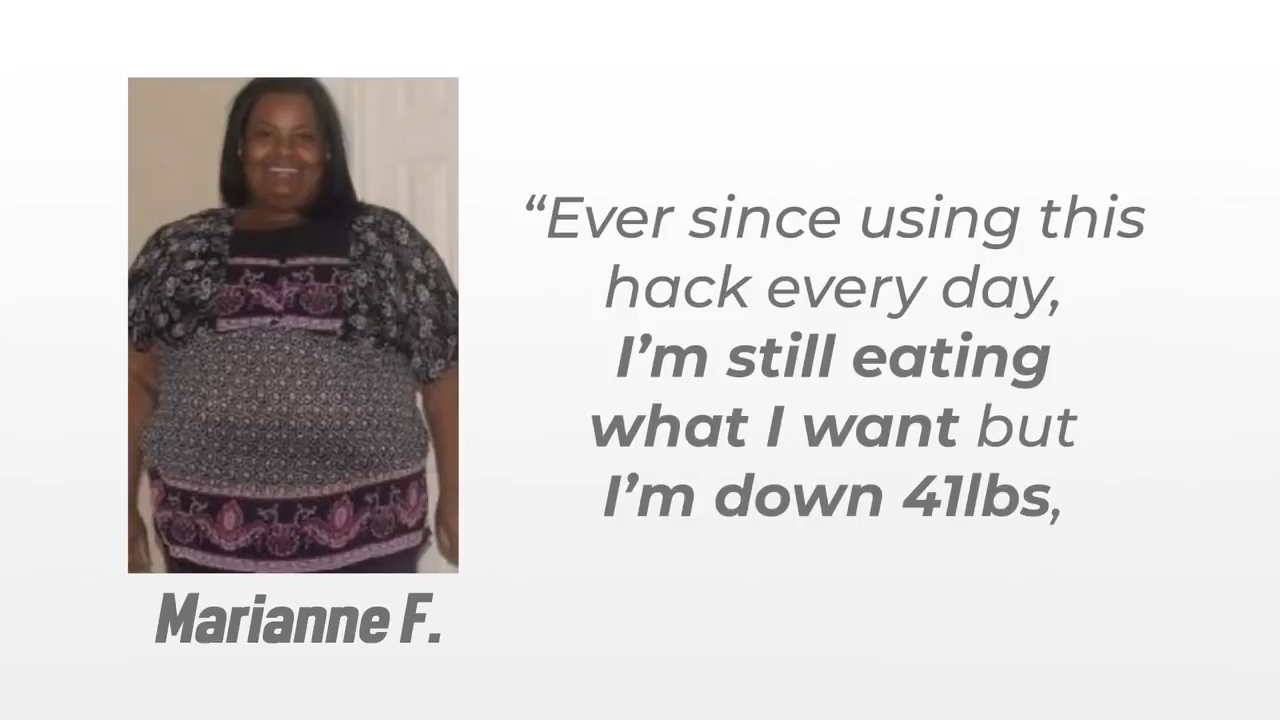 “Ever since using this
hack every day,
I’m still eating
what I want but
I’m down 41lbs,
Marianne F.